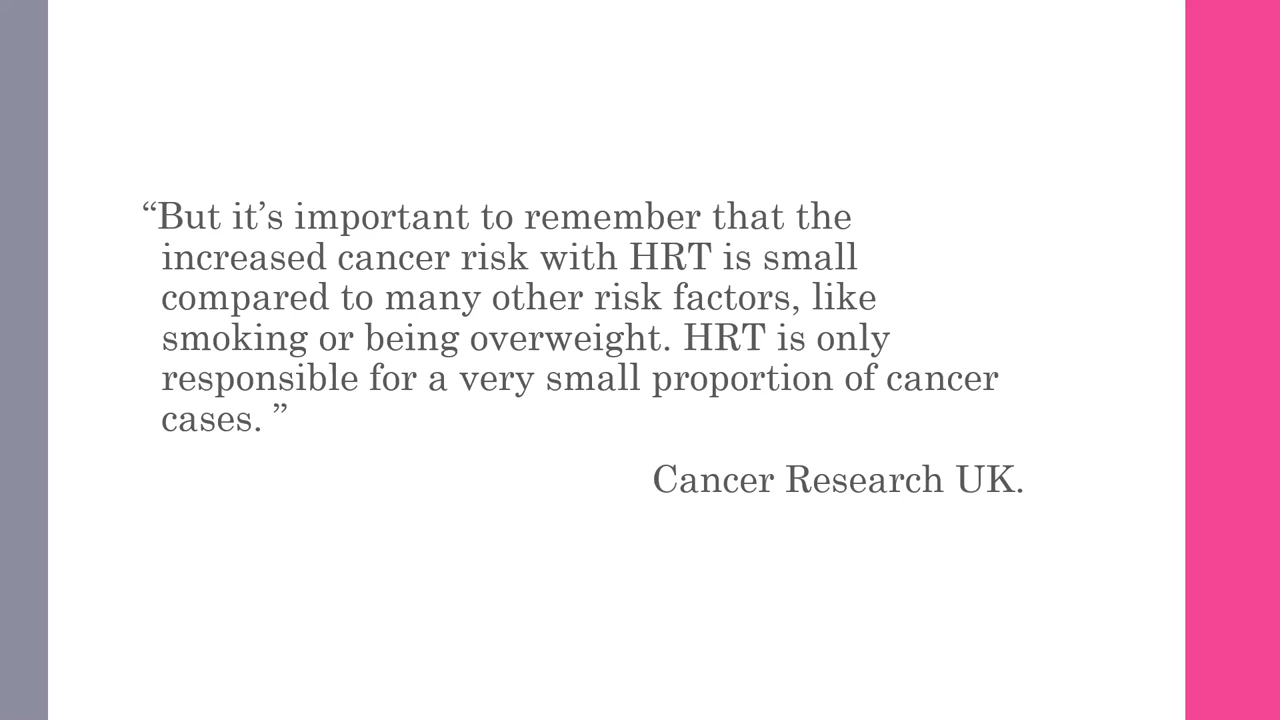 “But it’s important to remember that the
increased cancer risk with HRT is small
compared to many other risk factors, like
smoking or being overweight. HRT is only
responsible for a very small proportion of cancer
cases. ”
Cancer Research UK.